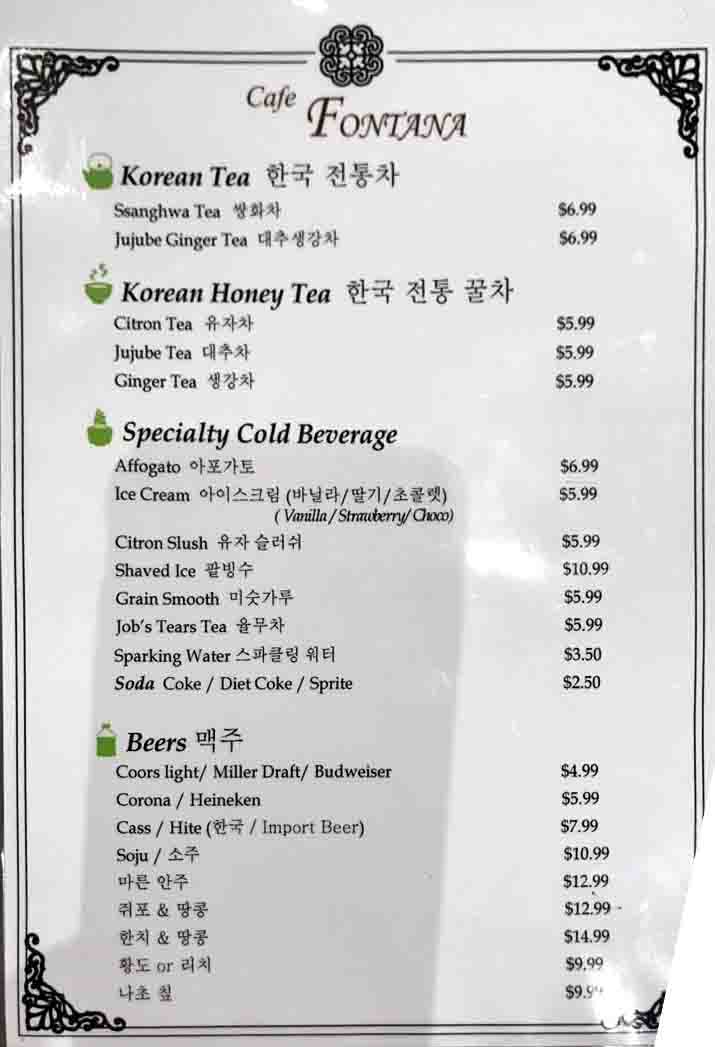 Cafe FONTANA
Korean Tea 한국 전통차
Ssanghwa Tea 쌍화차 $6.99
Jujube Ginger Tea 대추생강차 $6.99
Korean Honey Tea 한국 전통 꿀차
Citron Tea 유자차 $5.99
Jujube Tea 대추차 $5.99
Ginger Tea 생강차 $5.99
Specialty Cold Beverage
Affogato 아포가토 $6.99
Ice Cream 아이스크림 (바닐라/딸기/초콜렛) $5.99
( Vanilla / Strawberry/ Choco)
Citron Slush 유자 슬러쉬 $5.99
Shaved Ice 팥빙수 $10.99
Grain Smooth 미숫가루 $5.99
Job's Tears Tea 율무차 $5.99
Sparking Water 스파클링 워터 $3.50
Soda Coke / Diet Coke / Sprite $2.50
Beers 맥주
Coors light/ Miller Draft/ Budweiser $4.99
Corona / Heineken $5.99
Cass / Hite (한국 / Import Beer) $7.99
Soju / 소주 $10.99
마른 안주 $12.99
쥐포 & 땅콩 $12.99
한치 & 땅콩 $14.99
황도 or 리치 $9.99
나초 칲 $9.99